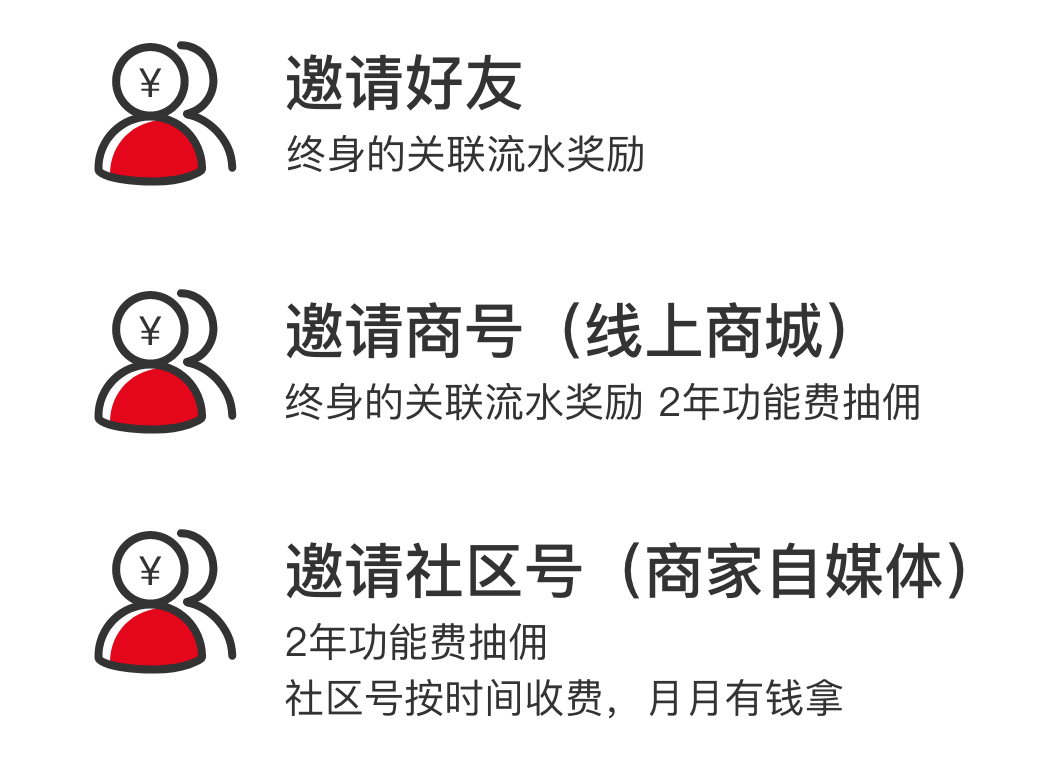 ¥
邀请好友
终身的关联流水奖励
¥
邀请商号（线上商城）
终身的关联流水奖励 2年功能费抽佣
¥
邀请社区号（商家自媒体）
2年功能费抽佣
社区号按时间收费，月月有钱拿